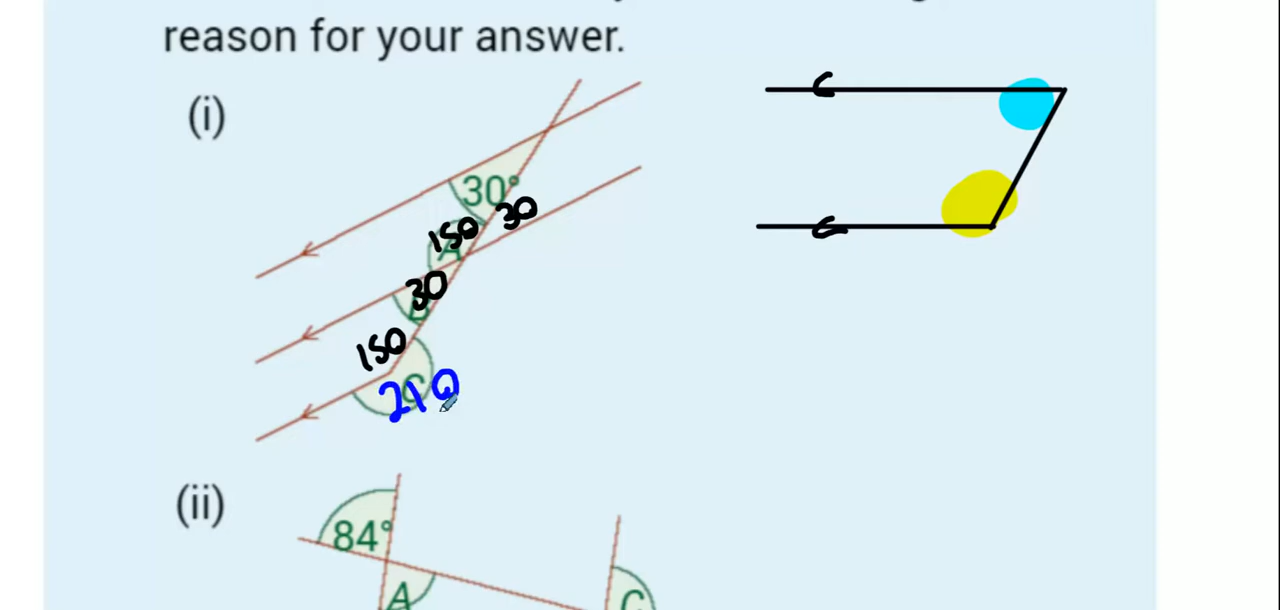 reason for your answer.
(i)
30°
30
150
A
30
150
C
210
(ii)
84°
A
C